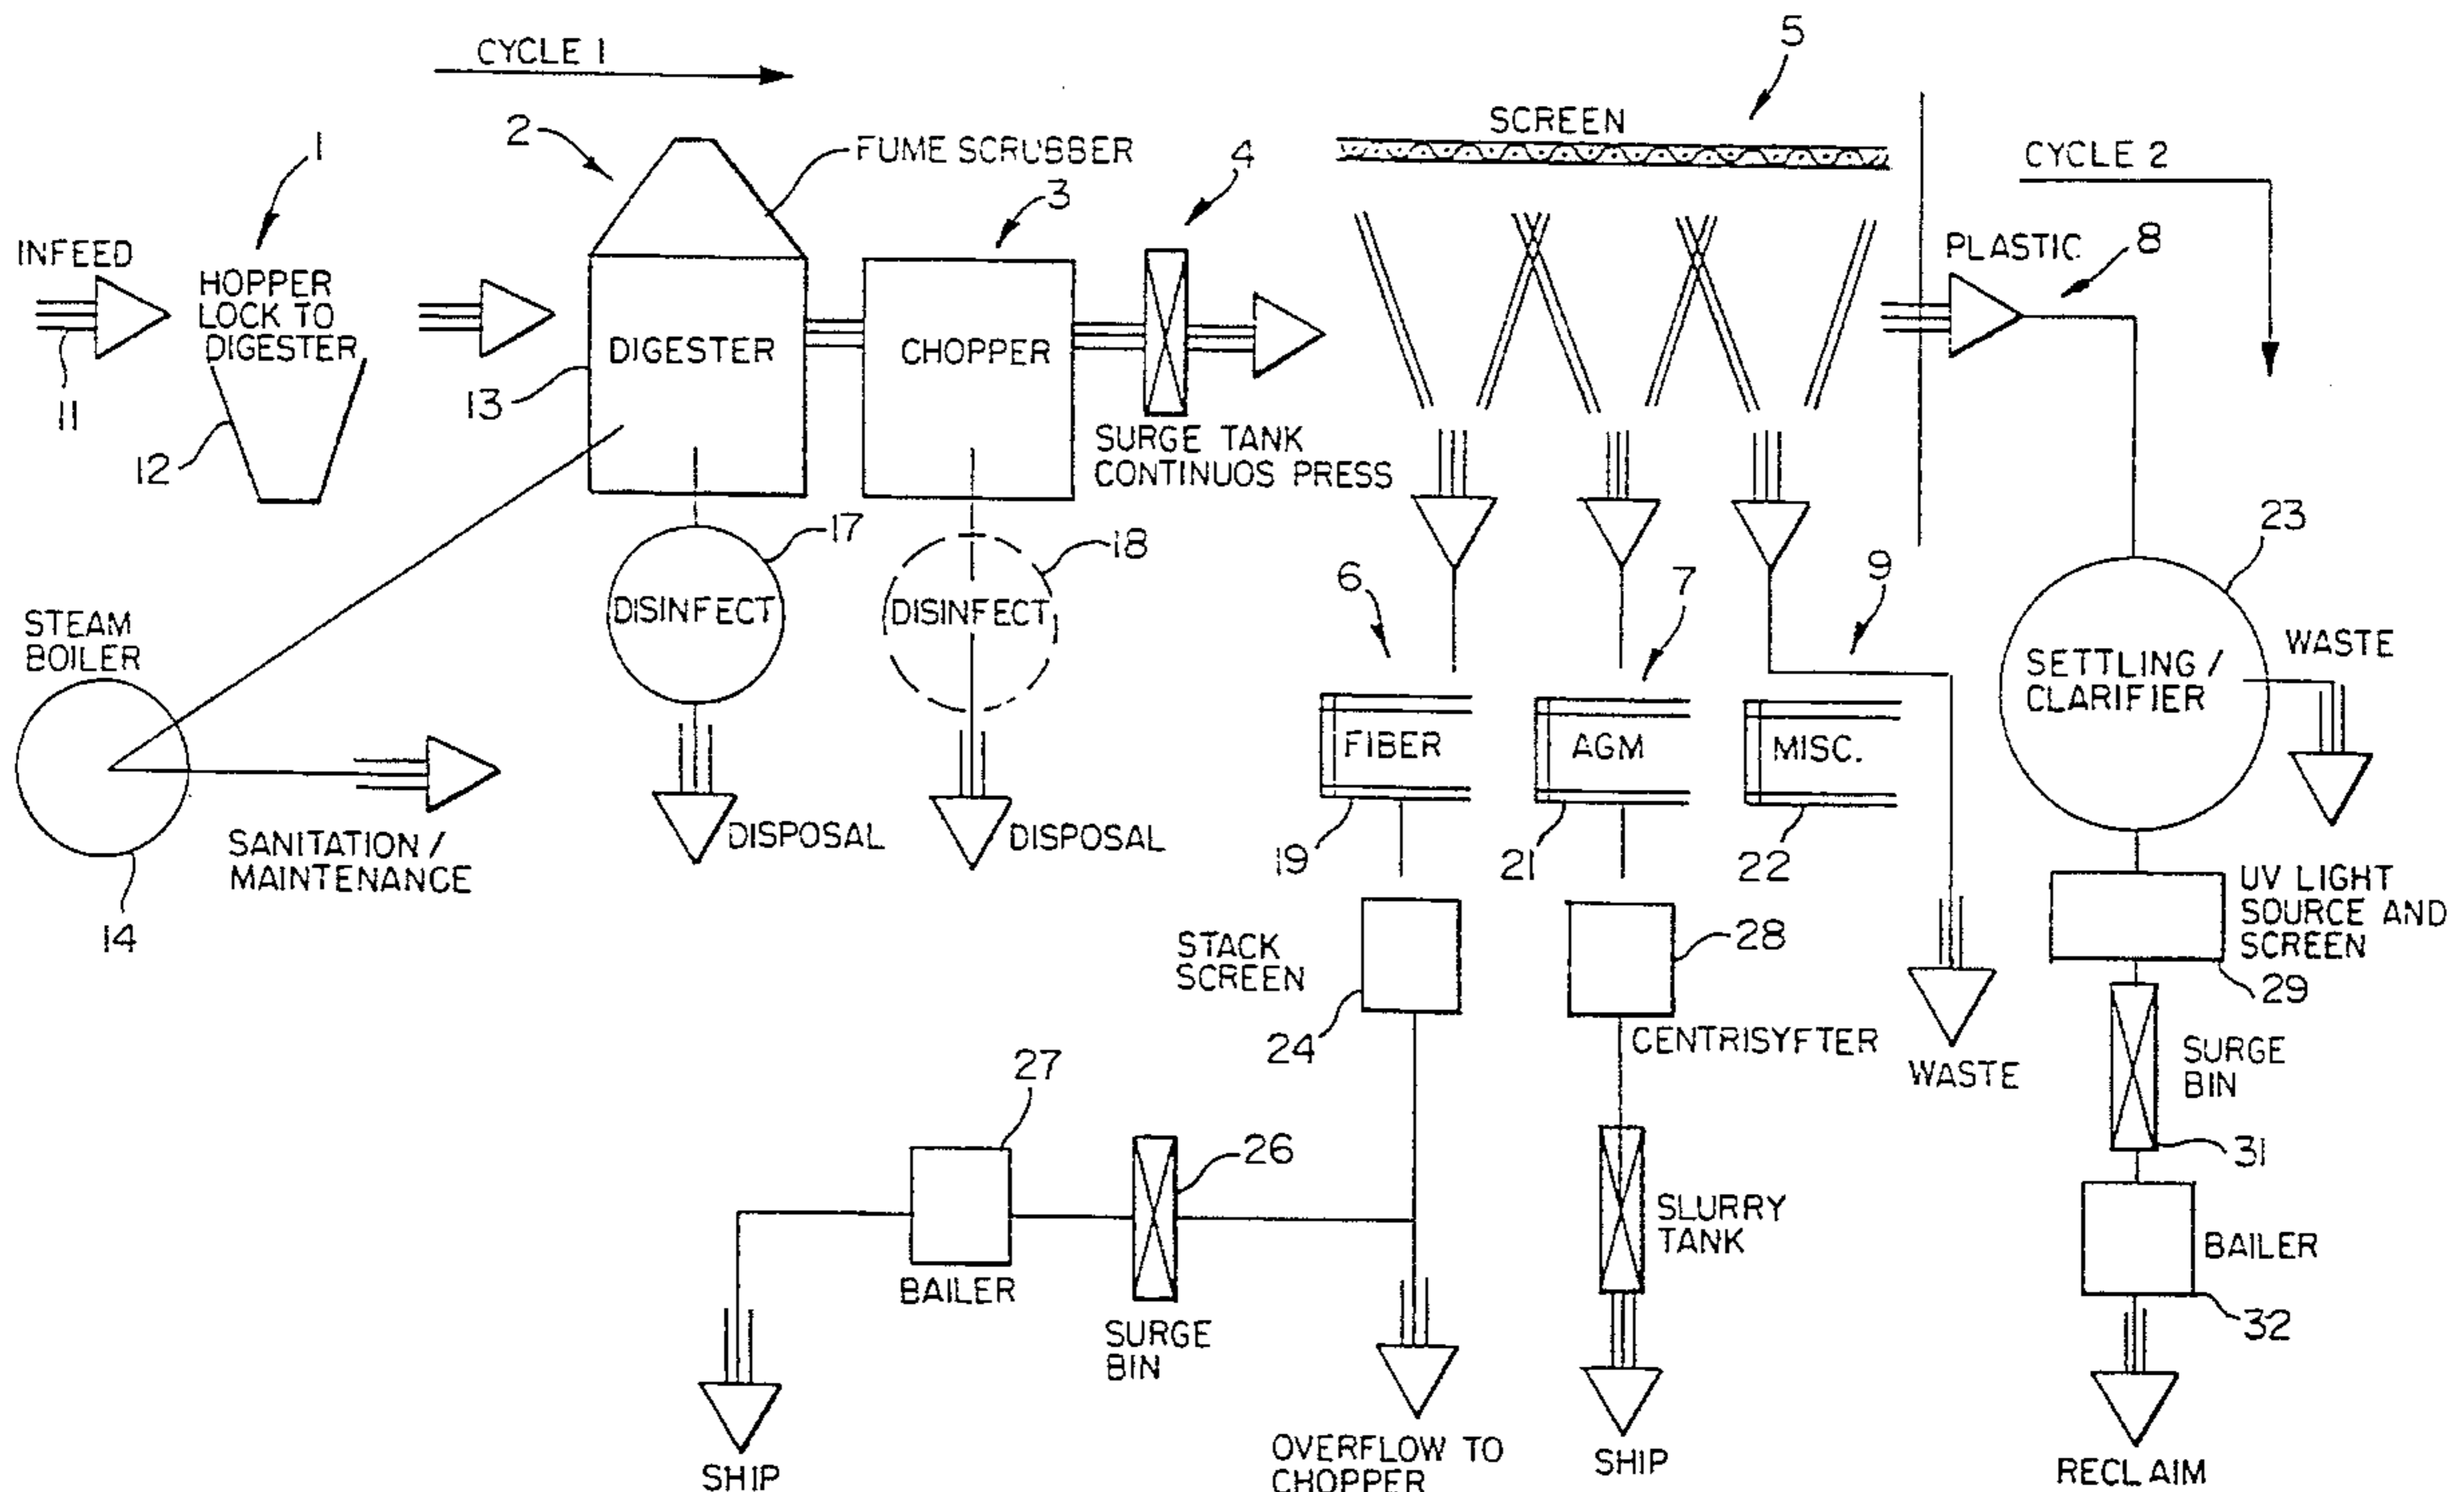 CYCLE 1
5
SCREEN
2
FUME SCRUBBER
4
CYCLE 2
1
3
INFEED
HOPPER
LOCK TO
DIGESTER
PLASTIC
8
DIGESTER
CHOPPER
11
12
13
SURGE TANK
CONTINUOS PRESS
17
18
23
6
7
9
STEAM
BOILER
DISINFECT
DISINFECT
SETTLING /
CLARIFIER
WASTE
FIBER
AGM
MISC.
SANITATION /
MAINTENANCE
DISPOSAL
DISPOSAL
19
21
22
14
UV LIGHT
SOURCE AND
SCREEN
STACK
SCREEN
28
29
24
CENTRISYFTER
WASTE
SURGE
BIN
27
26
31
SLURRY
TANK
BAILER
BAILER
SURGE
BIN
32
SHIP
OVERFLOW TO
CHOPPER
SHIP
RECLAIM